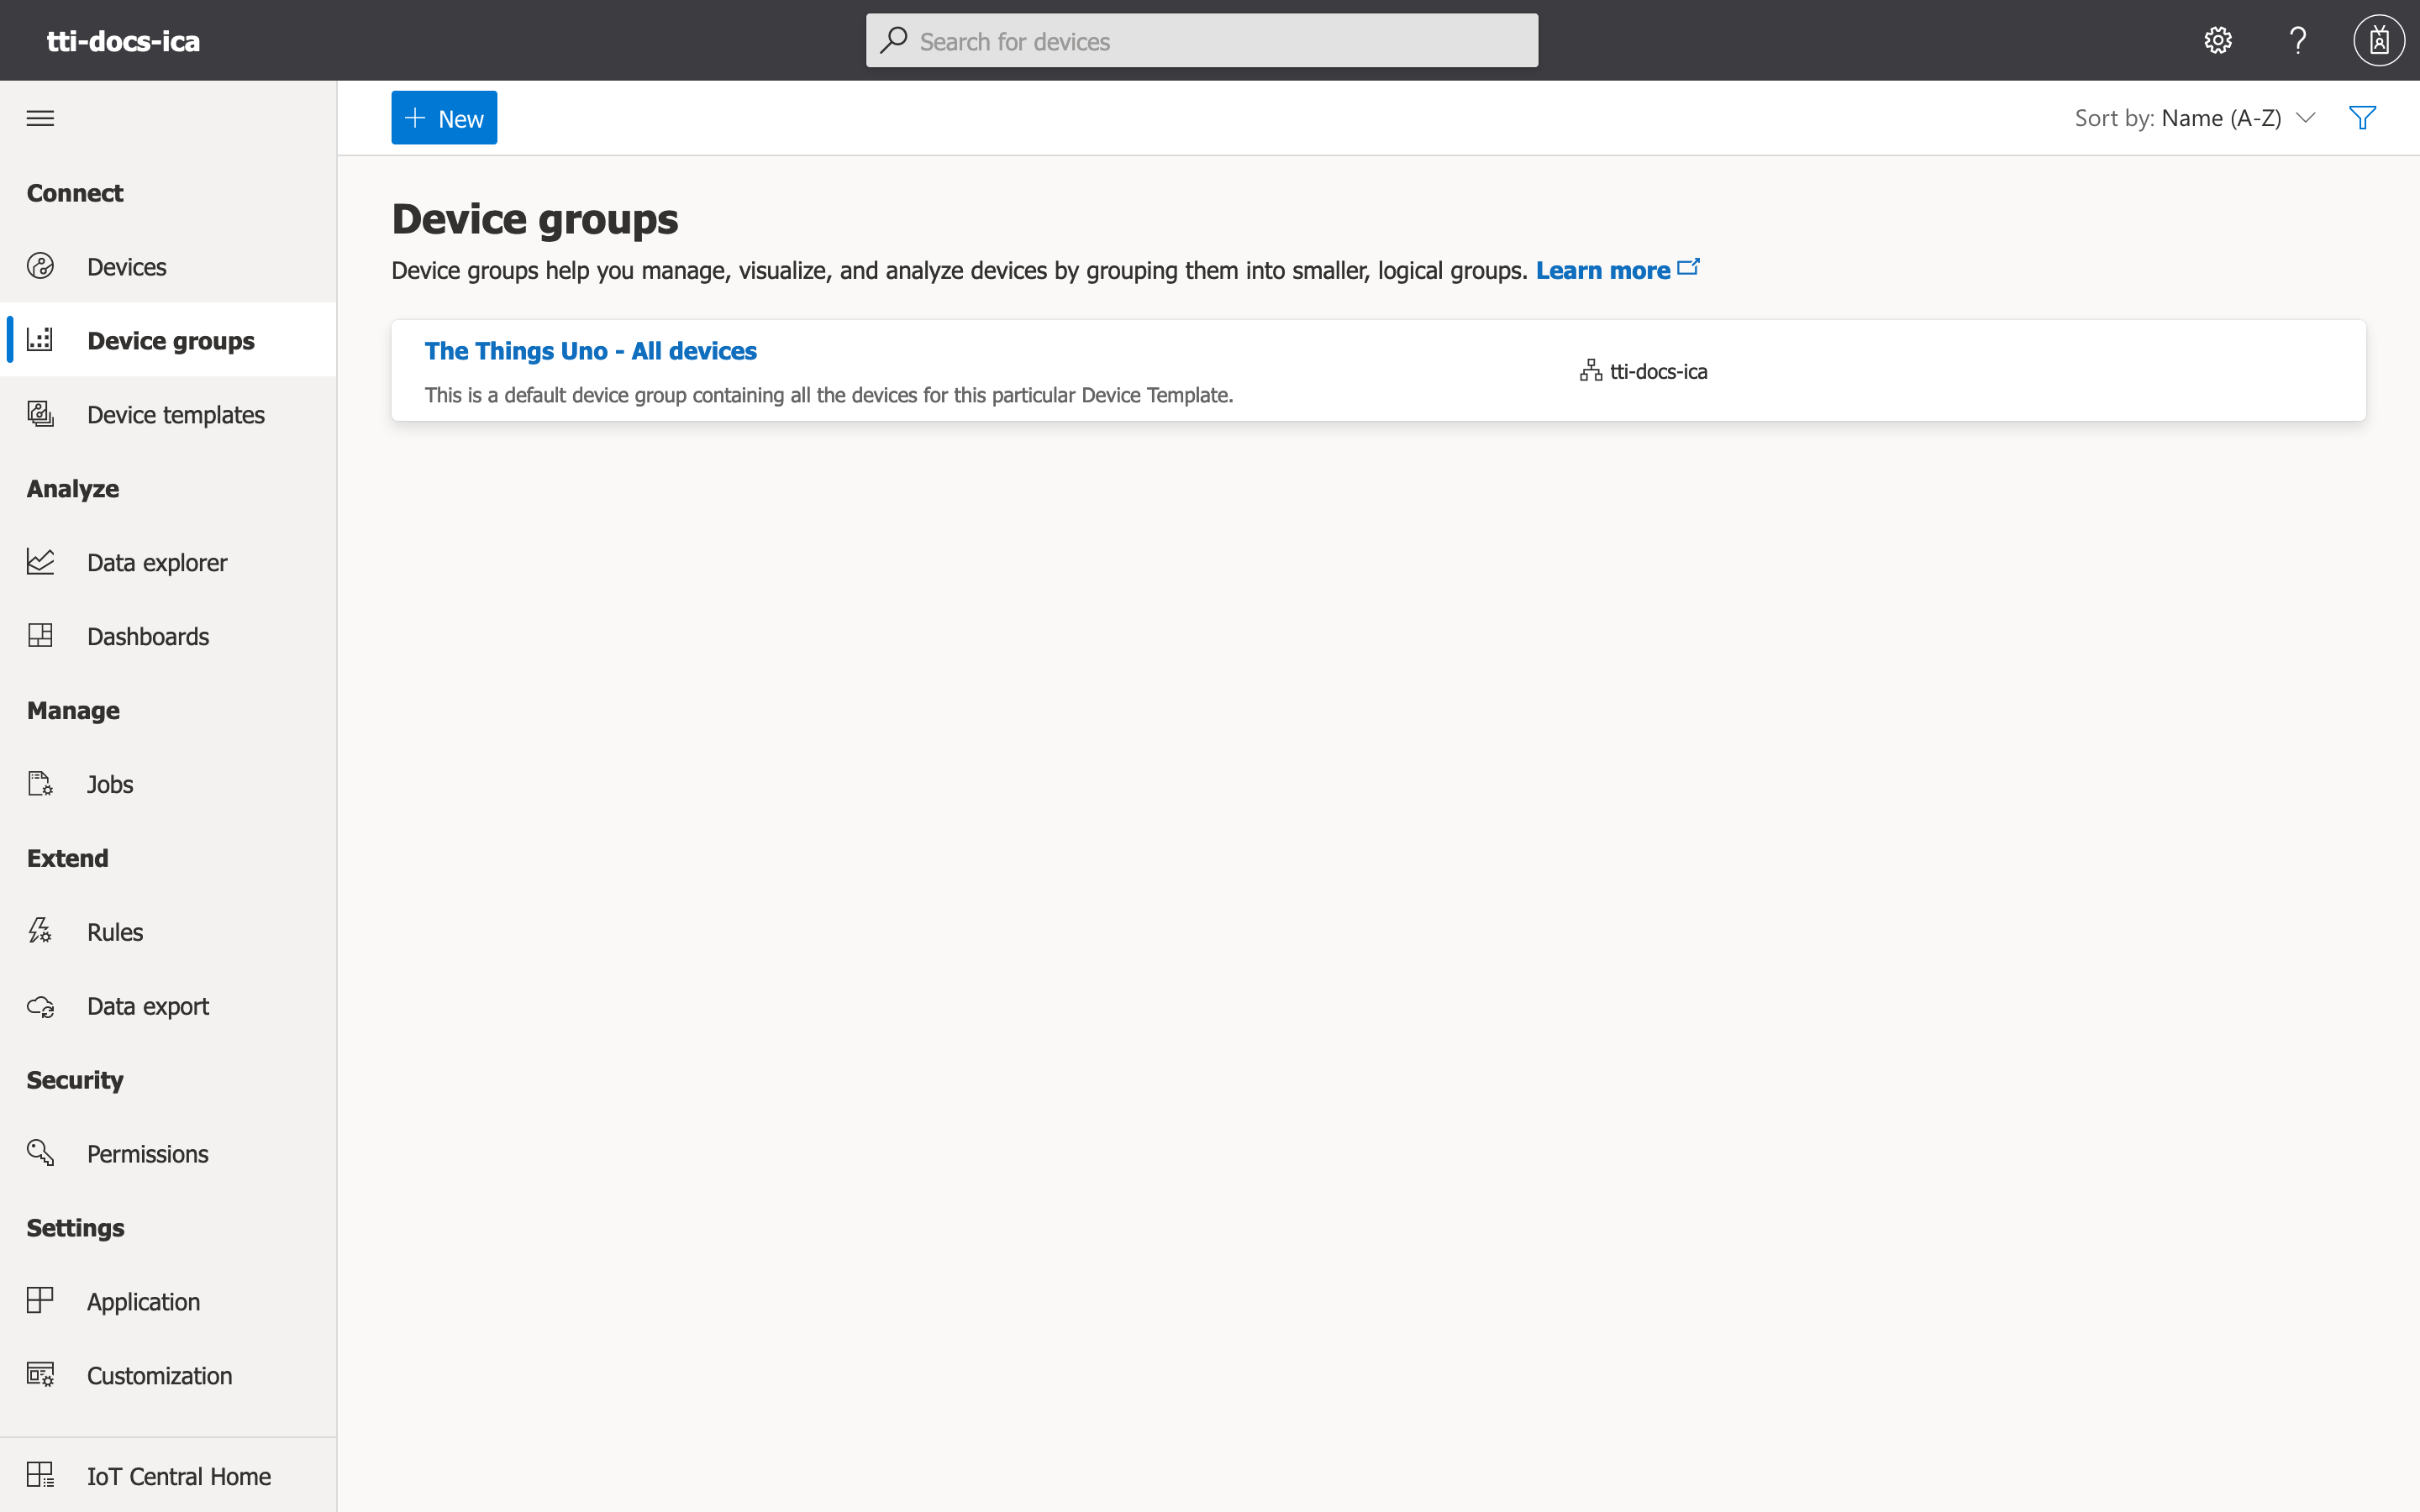 tti-docs-ica
Search for devices
New
Sort by: Name (A-Z)
Connect
Devices
Device groups
Device templates
Analyze
Data explorer
Dashboards
Manage
Jobs
Extend
Rules
Data export
Security
Permissions
Settings
Application
Customization
IoT Central Home
Device groups
Device groups help you manage, visualize, and analyze devices by grouping them into smaller, logical groups. Learn more
The Things Uno - All devices
This is a default device group containing all the devices for this particular Device Template.
tti-docs-ica